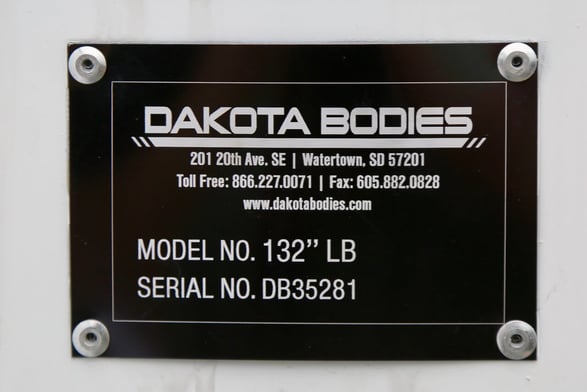 DAKOTA BODIES
201 20th Ave. SE | Watertown, SD 57201
Toll Free: 866.227.0071 | Fax: 605.882.0828
www.dakotabodies.com
MODEL NO. 132” LB
SERIAL NO. DB35281